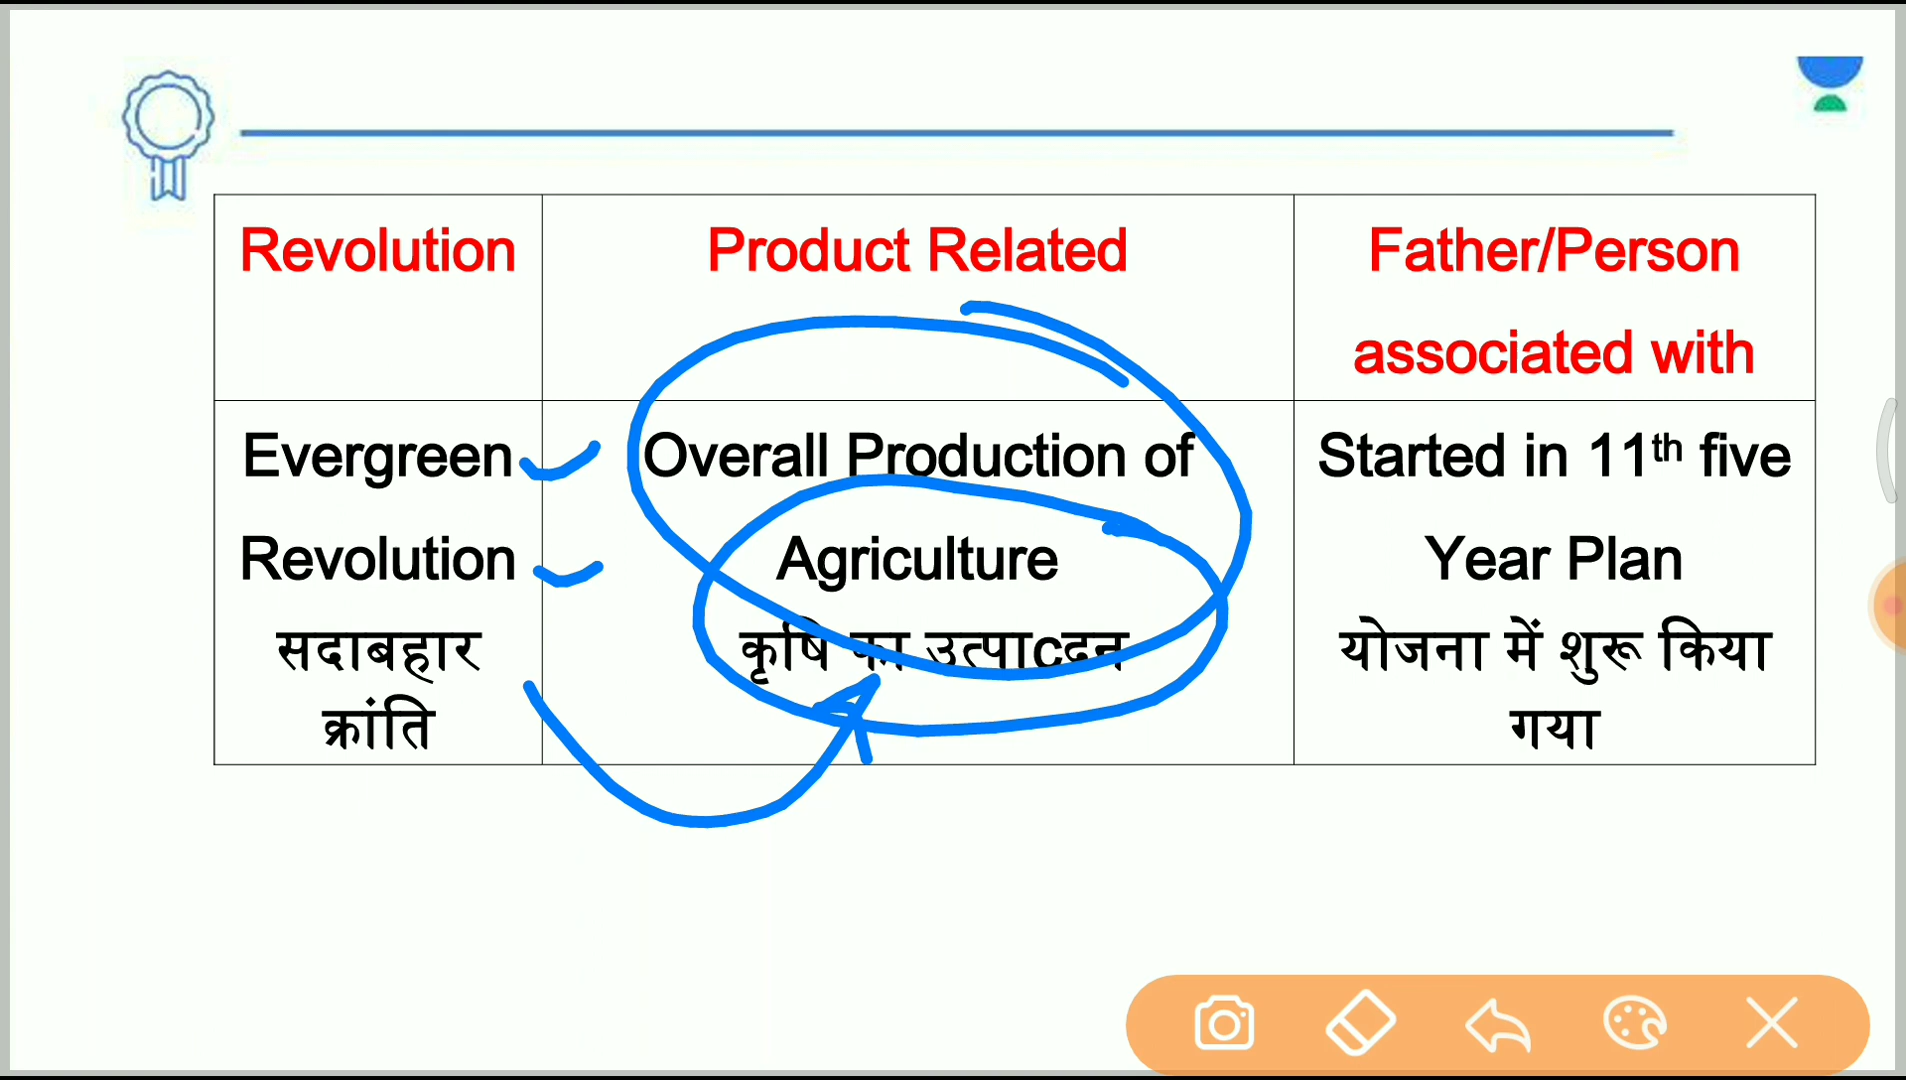 Revolution
Product Related
Father/Person
associated with
Evergreen
Revolution
सदाबहार
क्रांति
Overall Production of
Agriculture
कृषि का उत्पाcदन
Started in 11th five
Year Plan
योजना में शुरू किया
गया